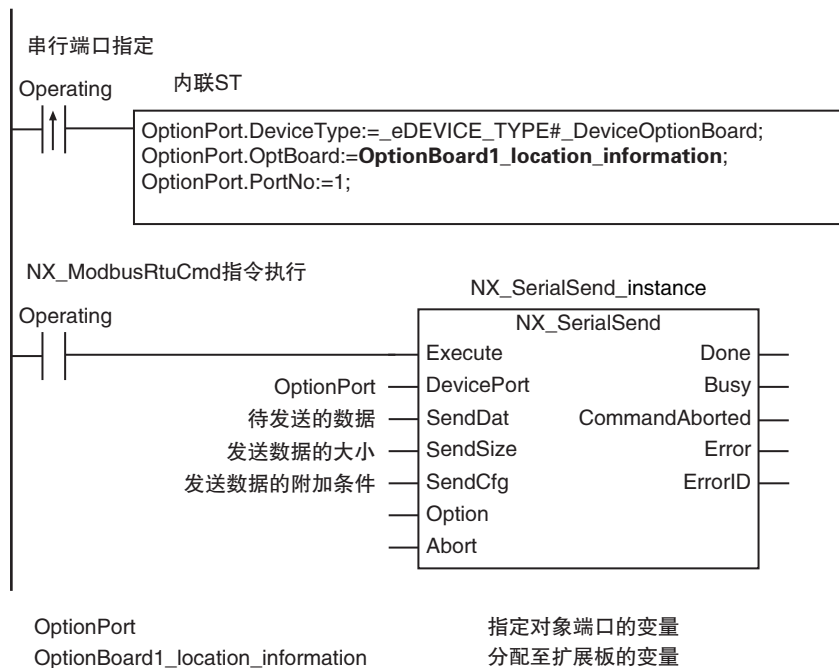 串行端口指定
Operating 内联ST
OptionPort.DeviceType:=_eDEVICE_TYPE#_DeviceOptionBoard;
OptionPort.OptBoard:=OptionBoard1_location_information;
OptionPort.PortNo:=1;
NX_ModbusRtuCmd指令执行
NX_SerialSend_instance
Operating
NX_SerialSend
Execute Done
OptionPort DevicePort Busy
待发送的数据 SendDat CommandAborted
发送数据的大小 SendSize Error
发送数据的附加条件 SendCfg ErrorID
Option
Abort
OptionPort 指定对象端口的变量
OptionBoard1_location_information 分配至扩展板的变量